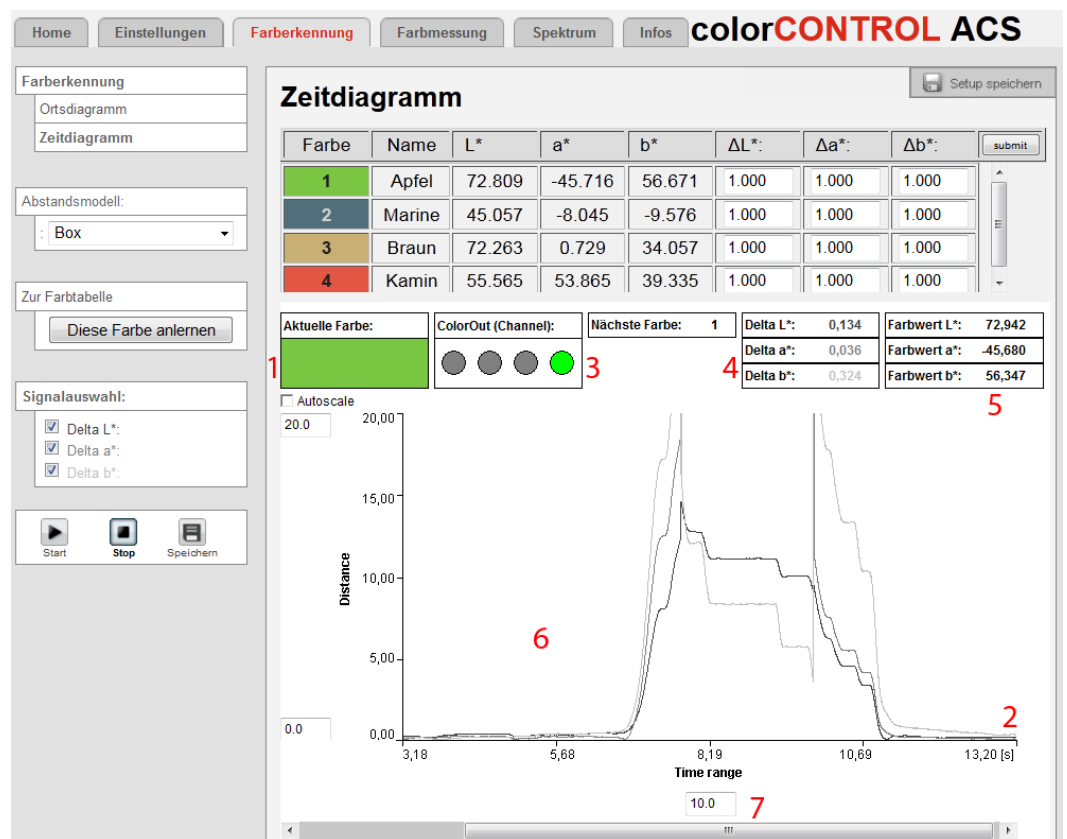 Home Einstellungen Farberkennung Farbmessung Spektrum Infos colorCONTROL ACS
Farberkennung
Ortsdiagramm
Zeitdiagramm
Abstandsmodell:
: Box
Zur Farbtabelle
Diese Farbe anlernen
Signalauswahl:
Delta L*:
Delta a*:
Delta b*:
Start Stop Speichern
Setup speichern
Zeitdiagramm
Farbe Name L* a* b* ΔL*: Δa*: Δb*: submit
1 Apfel 72.809 -45.716 56.671 1.000 1.000 1.000
2 Marine 45.057 -8.045 -9.576 1.000 1.000 1.000
3 Braun 72.263 0.729 34.057 1.000 1.000 1.000
4 Kamin 55.565 53.865 39.335 1.000 1.000 1.000
Aktuelle Farbe: ColorOut (Channel): Nächste Farbe: 1 Delta L*: 0,134 Farbwert L*: 72,942
Delta a*: 0,036 Farbwert a*: -45,680
1 3 4 Delta b*: 0,324 Farbwert b*: 56,347
5
Autoscale
20.0 20,00
15,00
10,00
Distance
6
5,00
2
0.0 0,00
3,18 5,68 8,19 10,69 13,20 [s]
Time range
10.0 7